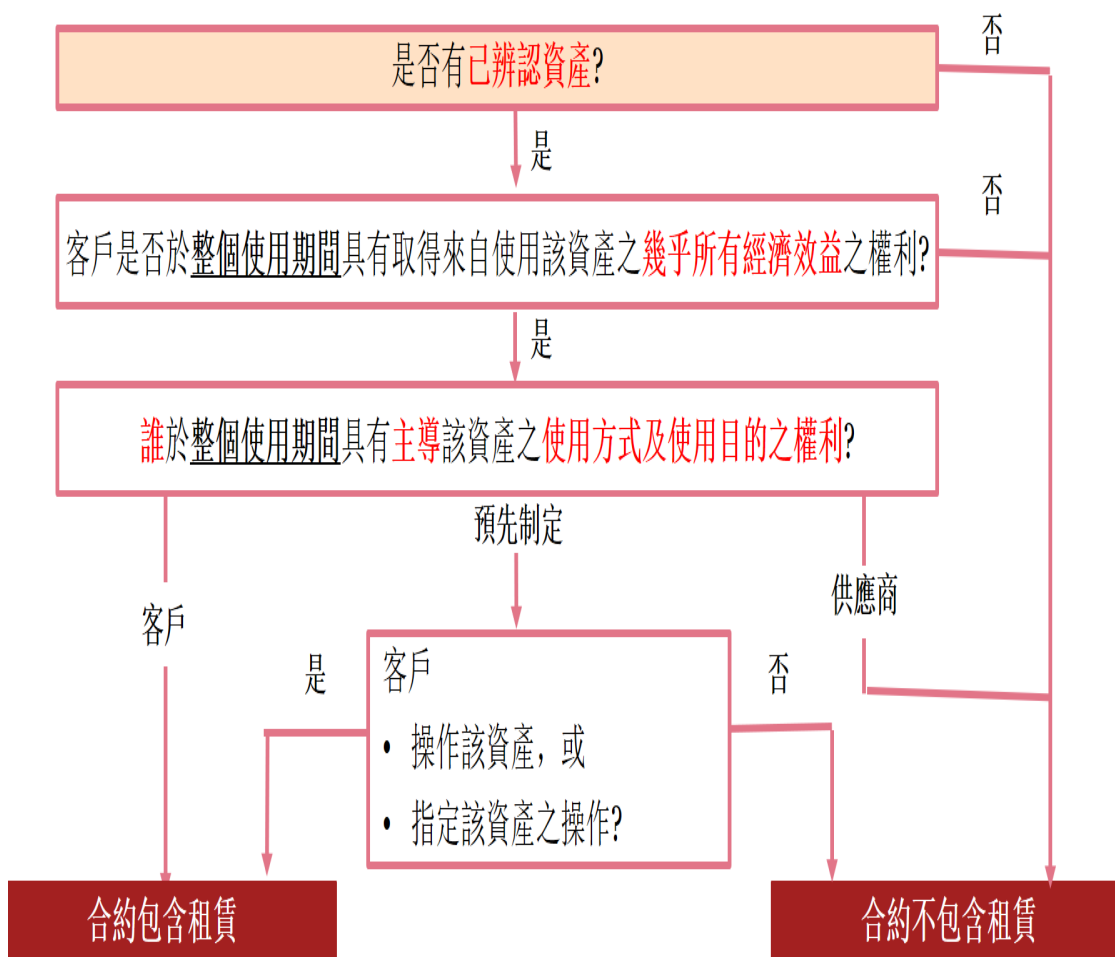 否
是否有已辨認資產?
是
否
客戶是否於整個使用期間具有取得來自使用該資產之幾乎所有經濟效益之權利?
是
誰於整個使用期間具有主導該資產之使用方式及使用目的之權利?
預先制定
供應商
客戶
是
否
客戶
• 操作該資產，或
• 指定該資產之操作?
合約包含租賃
合約不包含租賃